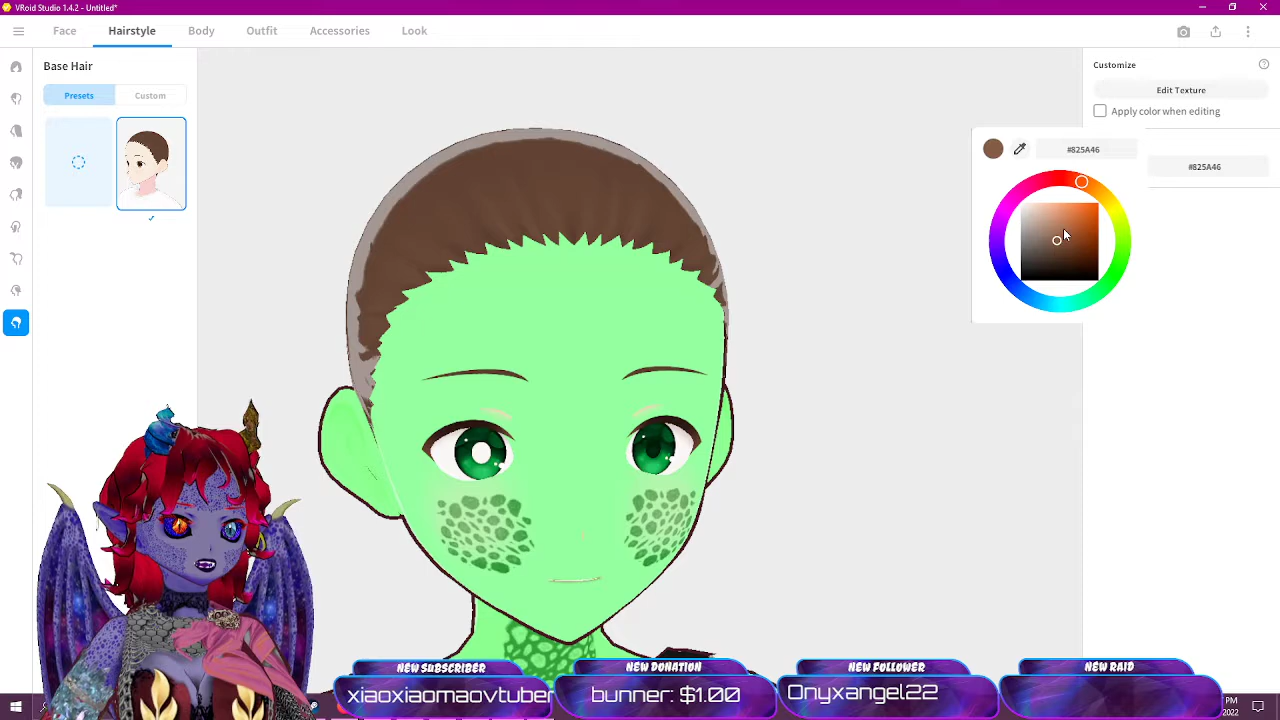 VRoid Studio 1.4.2 - Untitled*
Face
Hairstyle
Body
Outfit
Accessories
Look
Base Hair
Presets
Custom
Customize
Edit Texture
Apply color when editing
#825A46
#825A46
NEW SUBSCRIBER
NEW DONATION
NEW FOLLOWER
NEW RAID
xiaoxiaomaovtuber
bunner: $1.00
Onyxangel22
PM
2022